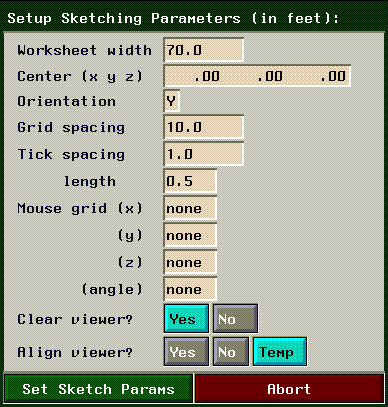 Setup Sketching Parameters (in feet):
Worksheet width 70.0
Center (x y z) .00 .00 .00
Orientation Y
Grid spacing 10.0
Tick spacing 1.0
length 0.5
Mouse grid (x) none
(y) none
(z) none
(angle) none
Clear viewer? Yes No
Align viewer? Yes No Temp
Set Sketch Params Abort